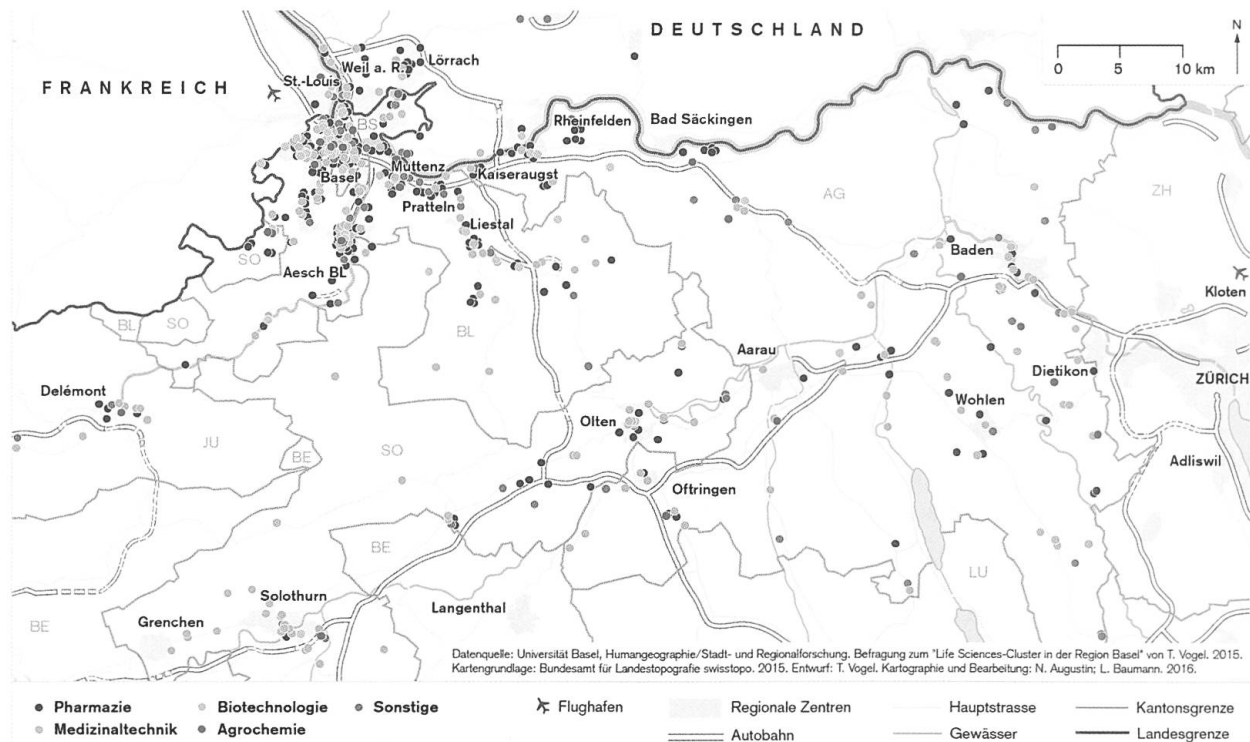 DEUTSCHLAND
N
0 5 10 km
FRANKREICH
Weil a. R.
Lörrach
St.-Louis
BS
Rheinfelden
Bad Säckingen
Basel
Muttenz
Kaiseraugst
Pratteln
AG
ZH
Liestal
SO
Baden
Aesch BL
Kloten
BL
SO
BL
Aarau
Delémont
Dietikon
ZÜRICH
Wohlen
Olten
JU
BE
SO
Adliswil
Oftringen
BE
LU
Solothurn
Langenthal
Grenchen
BE
Datenquelle: Universität Basel, Humangeographie/Stadt- und Regionalforschung. Befragung zum "Life Sciences-Cluster in der Region Basel" von T. Vogel. 2015.
Kartengrundlage: Bundesamt für Landestopografie swisstopo. 2015. Entwurf: T. Vogel. Kartographie und Bearbeitung: N. Augustin; L. Baumann. 2016.
Pharmazie Biotechnologie Sonstige Flughafen Regionale Zentren Hauptstrasse Kantonsgrenze
Medizinaltechnik Agrochemie Autobahn Gewässer Landesgrenze